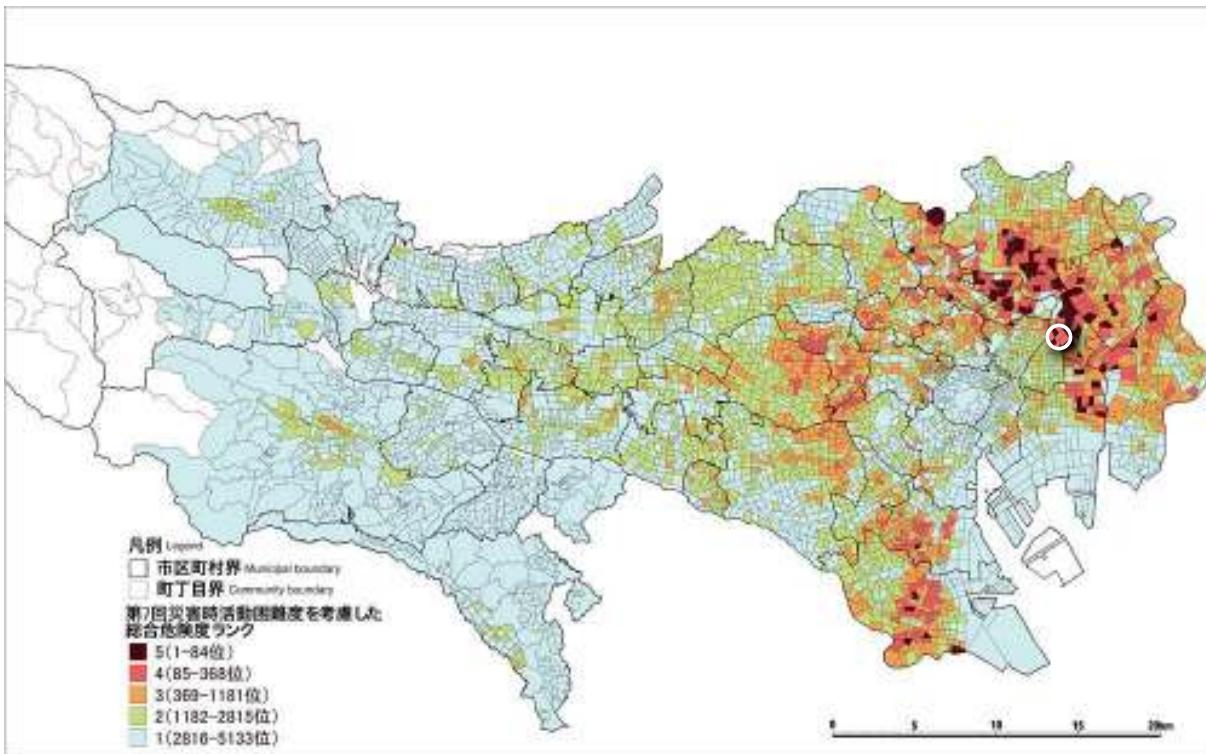 凡例 Legend
市区町村界 Municipal boundary
町丁目界 Community boundary
第7回災害時活動困難度を考慮した
総合危険度ランク
5(1-84位)
4(85-368位)
3(369-1181位)
2(1182-2815位)
1(2816-5133位)
0 5 10 15 20km